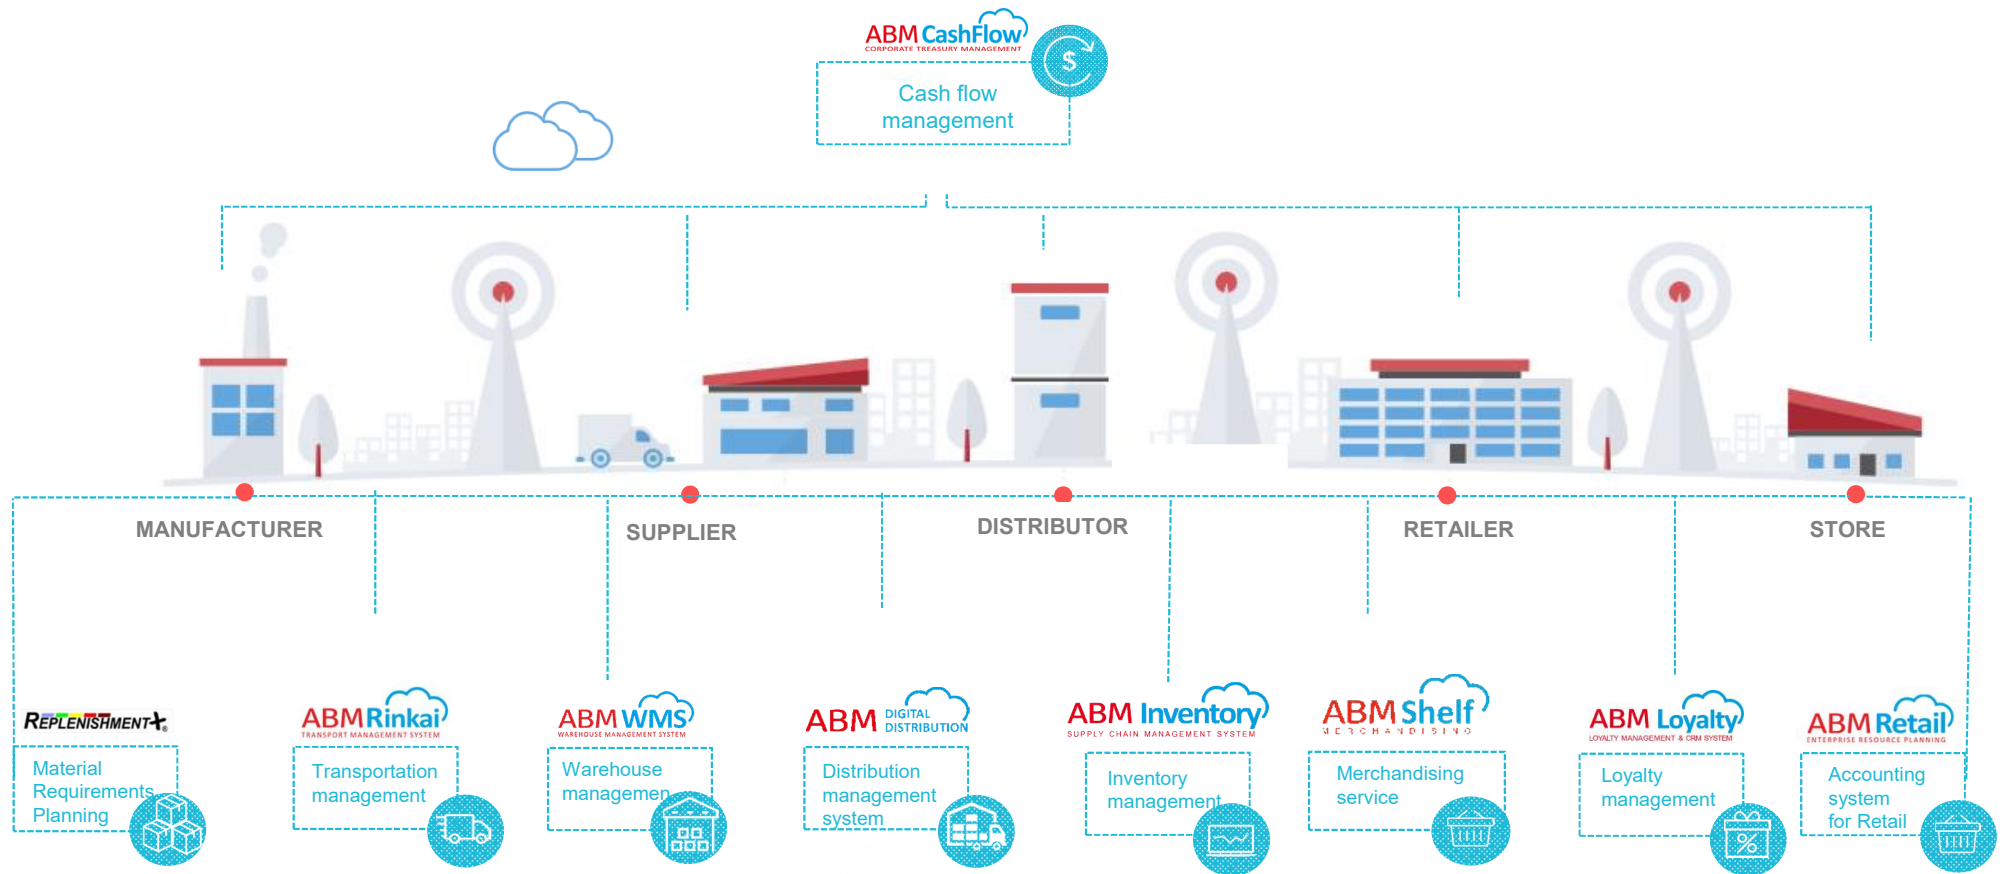 ABM CashFlow
CORPORATE TREASURY MANAGEMENT
$
Cash flow
management
MANUFACTURER
SUPPLIER
DISTRIBUTOR
RETAILER
STORE
REPLENISHMENT+®
Material
Requirements
Planning
ABM Rinkai
TRANSPORT MANAGEMENT SYSTEM
Transportation
management
ABM WMS
WAREHOUSE MANAGEMENT SYSTEM
Warehouse
managemen
ABM DIGITAL
DISTRIBUTION
Distribution
management
system
ABM Inventory
SUPPLY CHAIN MANAGEMENT SYSTEM
Inventory
management
ABM Shelf
MERCHANDISING
Merchandising
service
ABM Loyalty
LOYALTY MANAGEMENT & CRM SYSTEM
Loyalty
management
%
ABM Retail
ENTERPRISE RESOURCE PLANNING
Accounting
system
for Retail